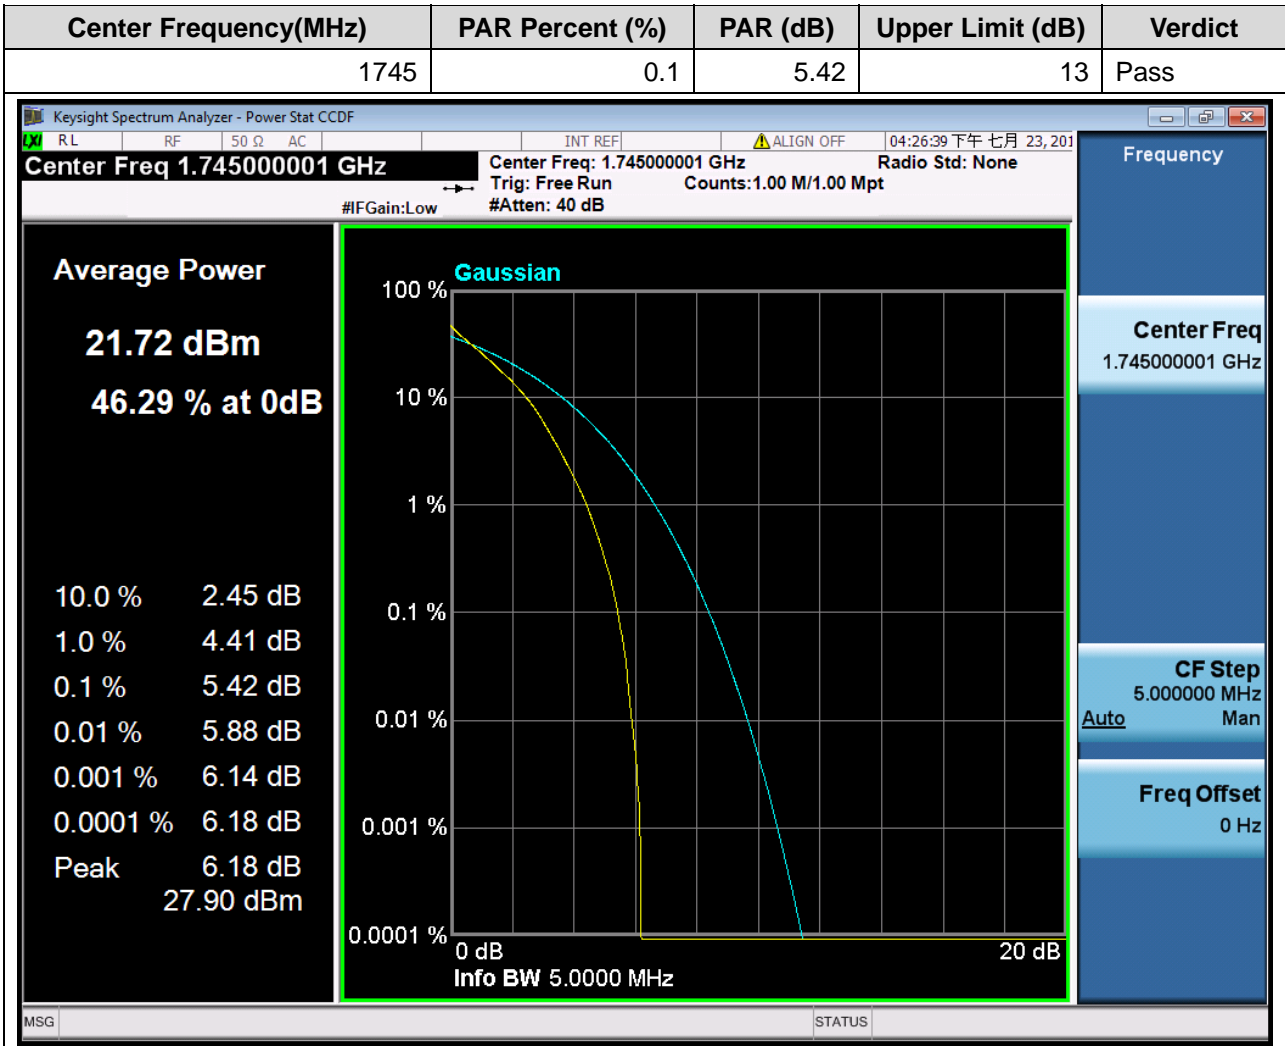 Center Frequency(MHz) PAR Percent (%) PAR (dB) Upper Limit (dB) Verdict
1745 0.1 5.42 13 Pass
Keysight Spectrum Analyzer - Power Stat CCDF
LXI RL RF 50 Ω AC INT REF ALIGN OFF 04:26:39 下午 七月 23, 201
Center Freq 1.745000001 GHz
Center Freq: 1.745000001 GHz Radio Std: None
Trig: Free Run Counts:1.00 M/1.00 Mpt
#IFGain:Low #Atten: 40 dB
Frequency
Average Power
21.72 dBm
46.29 % at 0dB
10.0 % 2.45 dB
1.0 % 4.41 dB
0.1 % 5.42 dB
0.01 % 5.88 dB
0.001 % 6.14 dB
0.0001 % 6.18 dB
Peak 6.18 dB
27.90 dBm
Gaussian
100 %
10 %
1 %
0.1 %
0.01 %
0.001 %
0.0001 %
0 dB 20 dB
Info BW 5.0000 MHz
Center Freq
1.745000001 GHz
CF Step
5.000000 MHz
Auto Man
Freq Offset
0 Hz
MSG STATUS